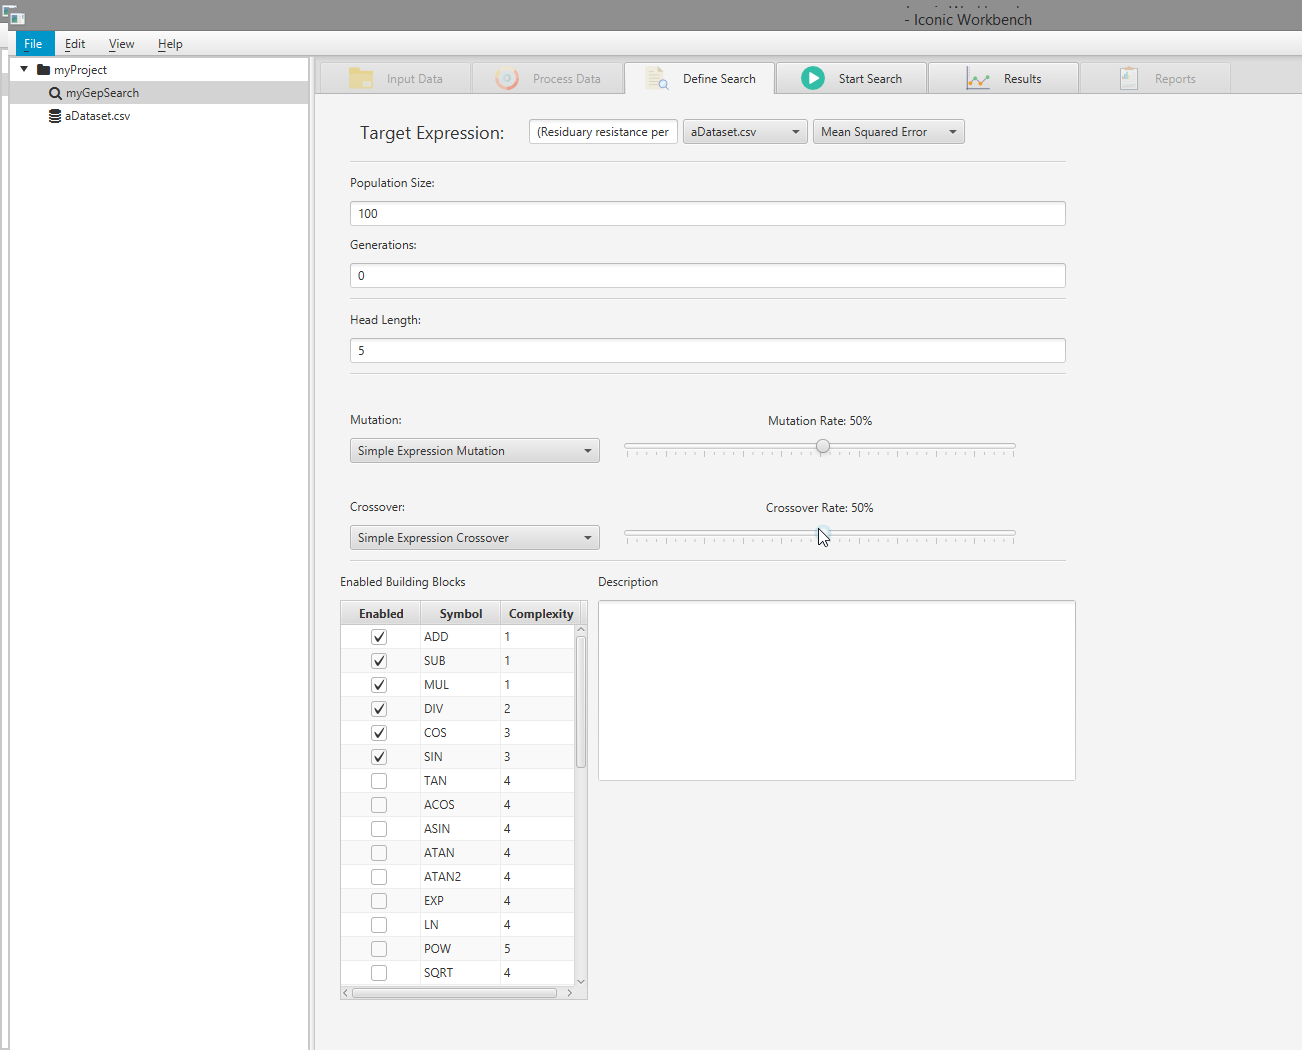 - Iconic Workbench
File Edit View Help
myProject
myGepSearch
aDataset.csv
Input Data Process Data Define Search Start Search Results Reports
Target Expression: (Residuary resistance per aDataset.csv Mean Squared Error
Population Size:
100
Generations:
0
Head Length:
5
Mutation: Mutation Rate: 50%
Simple Expression Mutation
Crossover: Crossover Rate: 50%
Simple Expression Crossover
Enabled Building Blocks Description
Enabled Symbol Complexity
ADD 1
SUB 1
MUL 1
DIV 2
COS 3
SIN 3
TAN 4
ACOS 4
ASIN 4
ATAN 4
ATAN2 4
EXP 4
LN 4
POW 5
SQRT 4